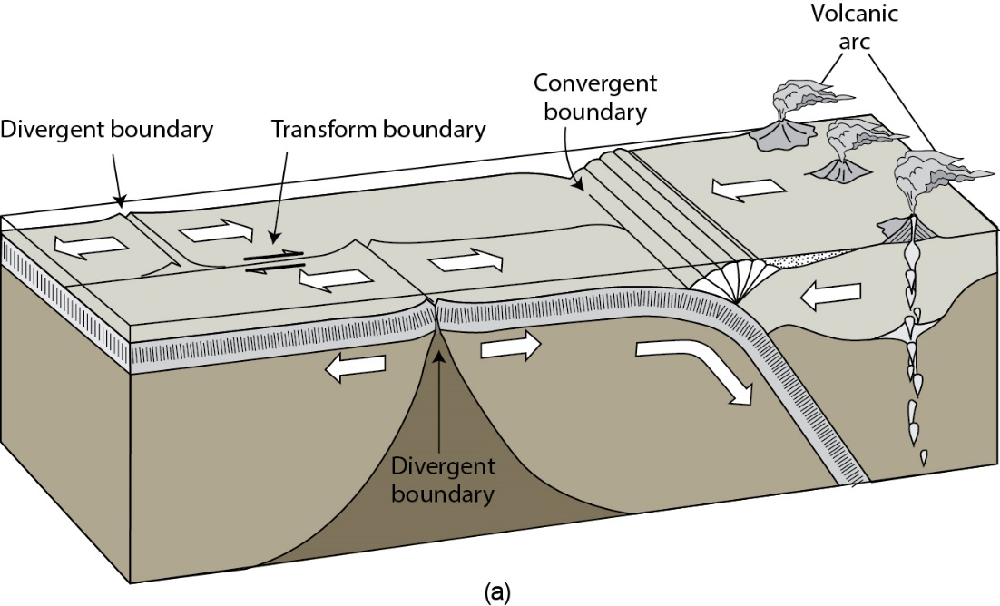 Volcanic
arc
Convergent
boundary
Divergent boundary
Transform boundary
Divergent
boundary
(a)